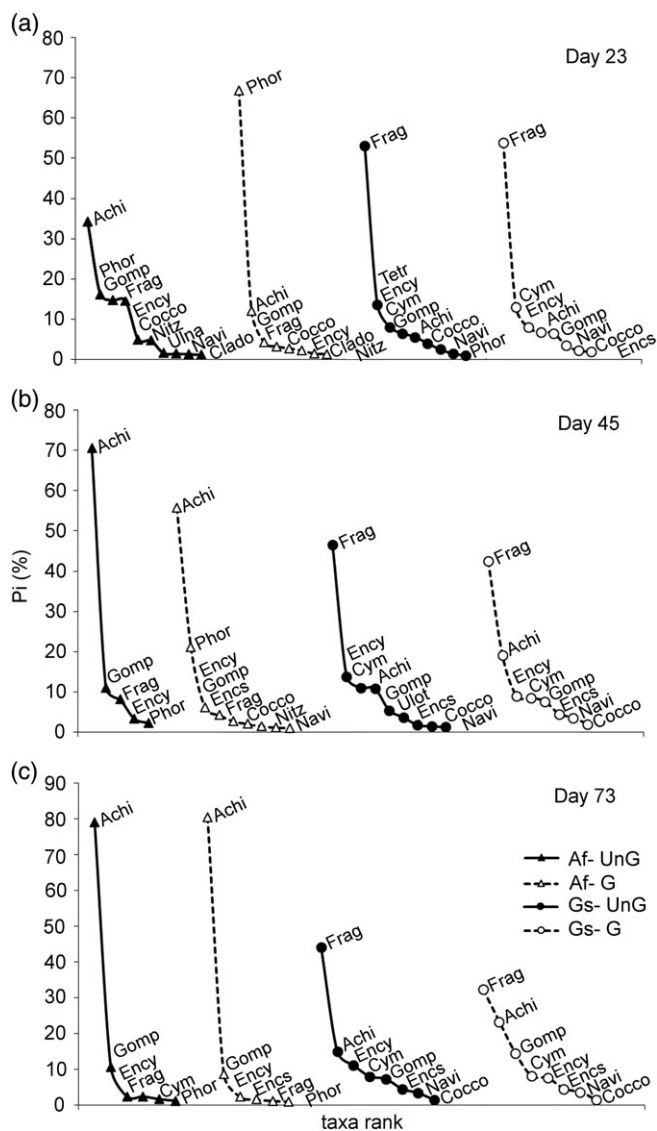 (a)
80
70
60
50
40
30
20
10
0
Day 23
Achi
Phor
Gomp
Frag
Ency
Cocco
Nitz
Ulna
Navi
Clado
Phor
Achi
Gomp
Frag
Cocco
Ency
Clado
Nitz
Frag
Tetr
Ency
Cym
Gomp
Achi
Cocco
Navi
Phor
Frag
Cym
Ency
Achi
Gomp
Navi
Cocco
Encs
(b)
80
70
60
50
40
30
20
10
0
Pi (%)
Day 45
Achi
Gomp
Frag
Ency
Phor
Achi
Phor
Ency
Gomp
Encs
Frag
Cocco
Nitz
Navi
Frag
Ency
Cym
Achi
Gomp
Ulot
Encs
Cocco
Navi
Frag
Achi
Ency
Cym
Gomp
Encs
Navi
Cocco
(c)
90
80
70
60
50
40
30
20
10
0
Day 73
Achi
Gomp
Ency
Frag
Cym
Phor
Achi
Gomp
Ency
Encs
Frag
Phor
Frag
Achi
Ency
Cym
Gomp
Encs
Navi
Cocco
Frag
Achi
Gomp
Cym
Ency
Encs
Navi
Cocco
Af- UnG
Af- G
Gs- UnG
Gs- G
taxa rank